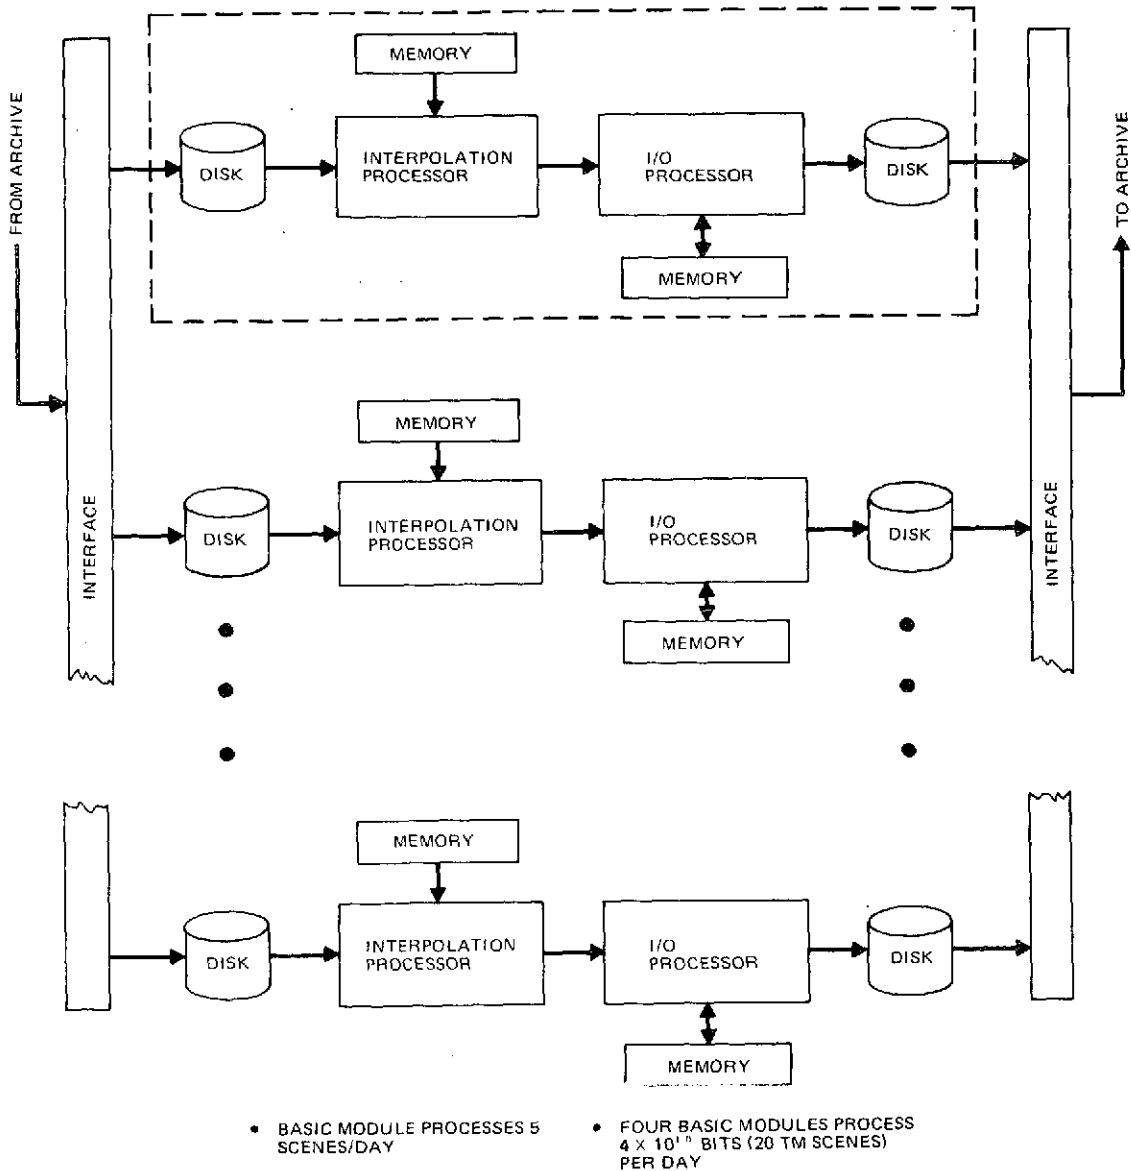 MEMORY
FROM ARCHIVE
TO ARCHIVE
DISK
INTERPOLATION
PROCESSOR
I/O
PROCESSOR
DISK
MEMORY
MEMORY
INTERFACE
DISK
INTERPOLATION
PROCESSOR
I/O
PROCESSOR
DISK
INTERFACE
MEMORY
MEMORY
DISK
INTERPOLATION
PROCESSOR
I/O
PROCESSOR
DISK
MEMORY
• BASIC MODULE PROCESSES 5
SCENES/DAY
• FOUR BASIC MODULES PROCESS
4 X BITS (20 TM SCENES)
PER DAY